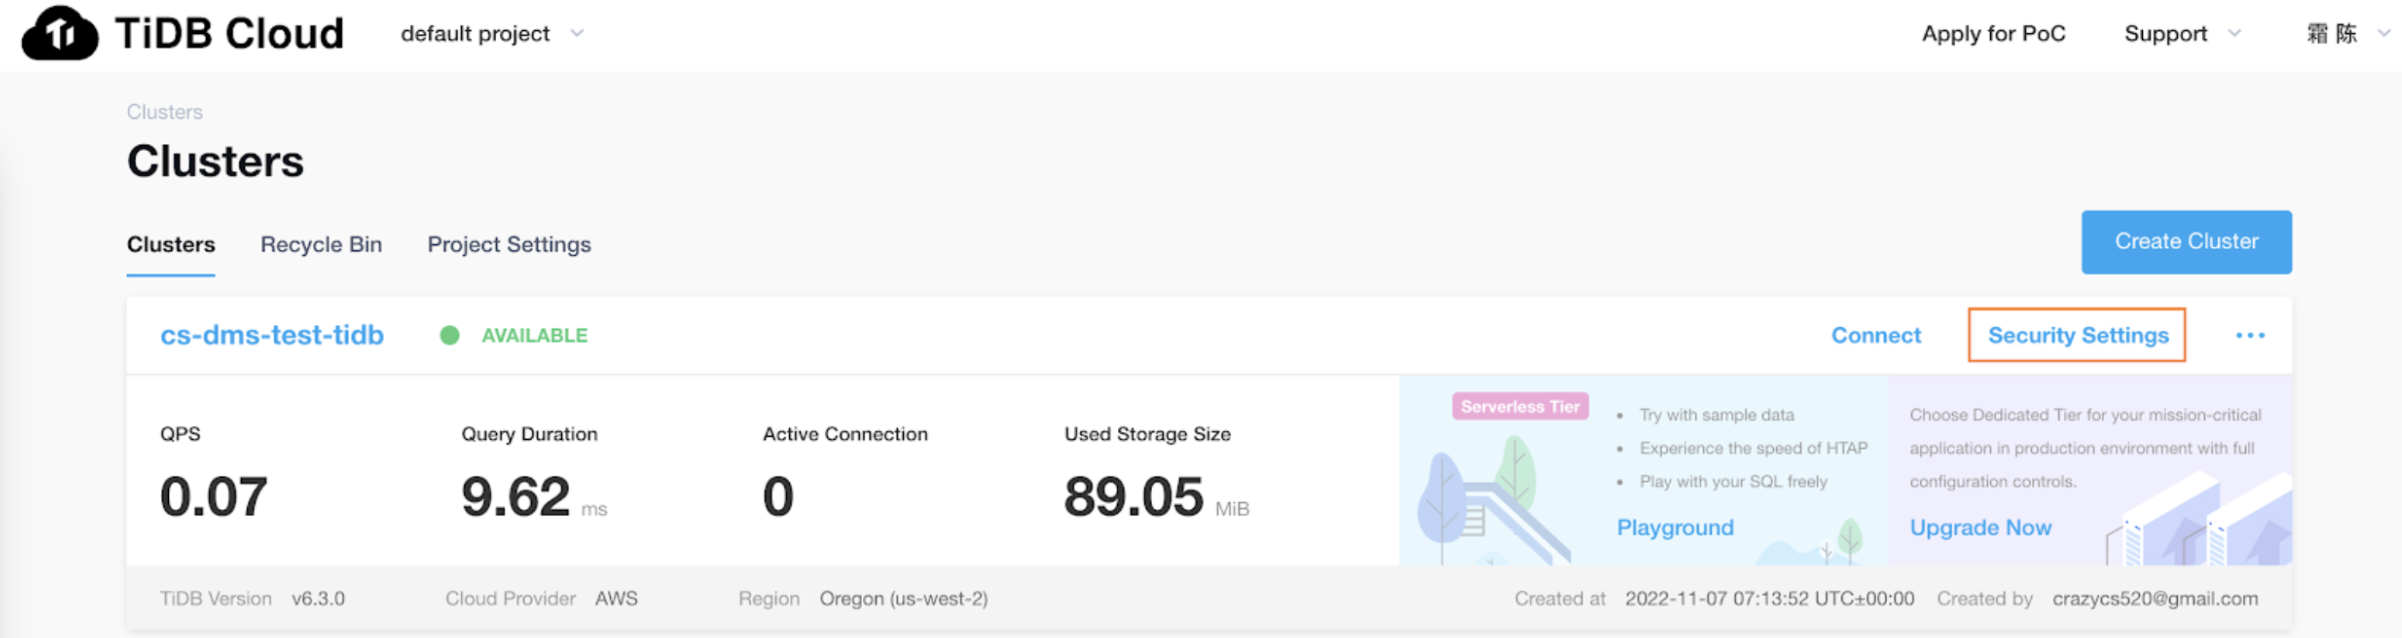 TiDB Cloud default project Apply for PoC Support 霜 陈
Clusters
Clusters
Clusters Recycle Bin Project Settings Create Cluster
cs-dms-test-tidb AVAILABLE Connect Security Settings ...
QPS Query Duration Active Connection Used Storage Size
0.07 9.62 ms 0 89.05 MiB
Serverless Tier
• Try with sample data
• Experience the speed of HTAP
• Play with your SQL freely
Playground
Choose Dedicated Tier for your mission-critical
application in production environment with full
configuration controls.
Upgrade Now
TiDB Version v6.3.0 Cloud Provider AWS Region Oregon (us-west-2) Created at 2022-11-07 07:13:52 UTC±00:00 Created by crazycs520@gmail.com